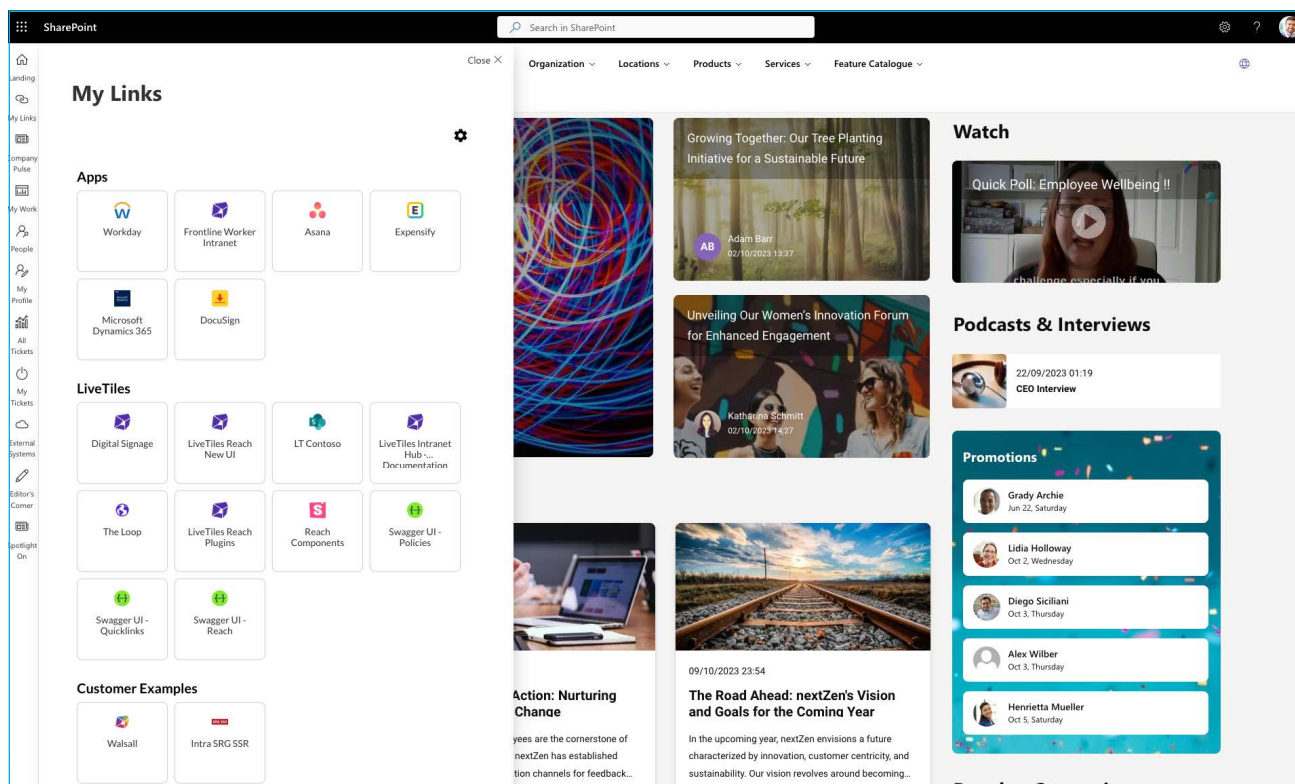 SharePoint
Search in SharePoint
?
Landing
My Links
Company
Pulse
My Work
People
My
Profile
All
Tickets
My
Tickets
External
Systems
Editor's
Corner
Spotlight
On
Close
My Links
Apps
Workday
Frontline Worker
Intranet
Asana
E
Expensify
Microsoft
Dynamics 365
DocuSign
LiveTiles
Digital Signage
LiveTiles Reach
New UI
LT Contoso
LiveTiles Intranet
Hub -...
Documentation
The Loop
LiveTiles Reach
Plugins
S
Reach
Components
Swagger UI -
Policies
Swagger UI -
Quicklinks
Swagger UI -
Reach
Customer Examples
Walsall
Intra SRG SSR
Organization
Locations
Products
Services
Feature Catalogue
Growing Together: Our Tree Planting
Initiative for a Sustainable Future
AB
Adam Barr
02/10/2023 13:37
Unveiling Our Women's Innovation Forum
for Enhanced Engagement
Katharina Schmitt
02/10/2023 14:27
Action: Nurturing
Change
yees are the cornerstone of
nextZen has established
tion channels for feedback...
09/10/2023 23:54
The Road Ahead: nextZen's Vision
and Goals for the Coming Year
In the upcoming year, nextZen envisions a future
characterized by innovation, customer centricity, and
sustainability. Our vision revolves around becoming...
Watch
Quick Poll: Employee Wellbeing !!
challenge especially if you
Podcasts & Interviews
22/09/2023 01:19
CEO Interview
Promotions
Grady Archie
Jun 22, Saturday
Lidia Holloway
Oct 2, Wednesday
Diego Siciliani
Oct 3, Thursday
Alex Wilber
Oct 3, Thursday
Henrietta Mueller
Oct 5, Saturday